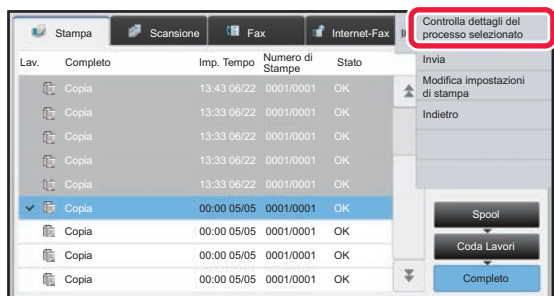 Stampa
Scansione
Fax
Internet-Fax
Controlla dettagli del
processo selezionato
Invia
Modifica impostazioni
di stampa
Indietro
Lav. Completo Imp. Tempo Numero di
Stampe Stato
Copia 13:43 06/22 0001/0001 OK
Copia 13:33 06/22 0001/0001 OK
Copia 13:33 06/22 0001/0001 OK
Copia 13:33 06/22 0001/0001 OK
Copia 13:33 06/22 0001/0001 OK
Copia 00:00 05/05 0001/0001 OK
Copia 00:00 05/05 0001/0001 OK
Copia 00:00 05/05 0001/0001 OK
Copia 00:00 05/05 0001/0001 OK
Spool
Coda Lavori
Completo